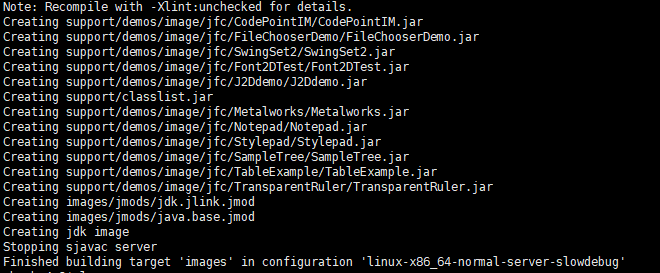 Note: Recompile with -Xlint:unchecked for details.
Creating support/demos/image/jfc/CodePointIM/CodePointIM.jar
Creating support/demos/image/jfc/FileChooserDemo/FileChooserDemo.jar
Creating support/demos/image/jfc/SwingSet2/SwingSet2.jar
Creating support/demos/image/jfc/Font2DTest/Font2DTest.jar
Creating support/demos/image/jfc/J2Ddemo/J2Ddemo.jar
Creating support/classlist.jar
Creating support/demos/image/jfc/Metalworks/Metalworks.jar
Creating support/demos/image/jfc/Notepad/Notepad.jar
Creating support/demos/image/jfc/Stylepad/Stylepad.jar
Creating support/demos/image/jfc/SampleTree/SampleTree.jar
Creating support/demos/image/jfc/TableExample/TableExample.jar
Creating support/demos/image/jfc/TransparentRuler/TransparentRuler.jar
Creating images/jmods/jdk.jlink.jmod
Creating images/jmods/java.base.jmod
Creating jdk image
Stopping sjavac server
Finished building target 'images' in configuration 'linux-x86_64-normal-server-slowdebug'